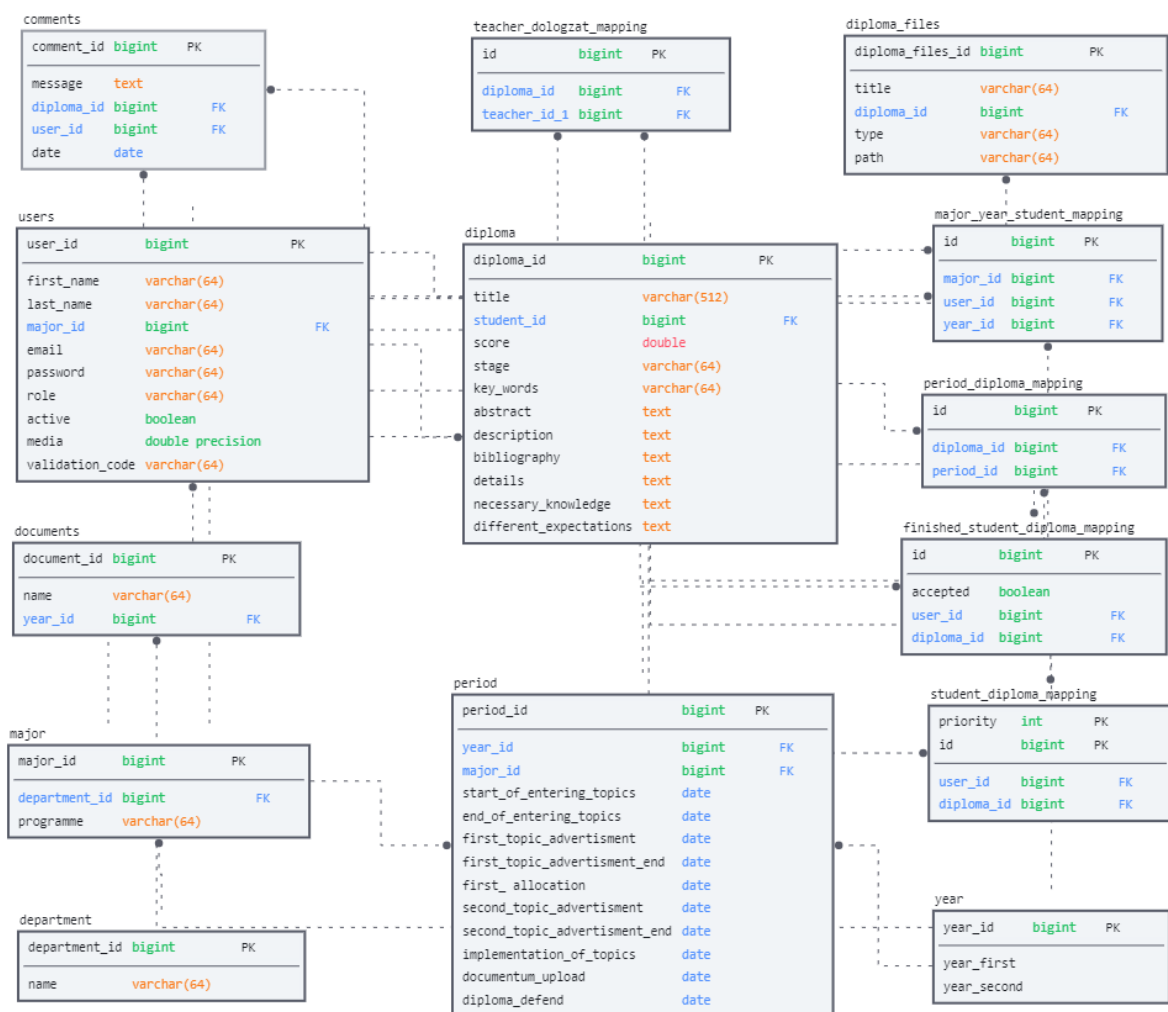 comments
comment_id bigint PK
message text
diploma_id bigint FK
user_id bigint FK
date date
teacher_dologzat_mapping
id bigint PK
diploma_id bigint FK
teacher_id_1 bigint FK
diploma_files
diploma_files_id bigint PK
title varchar(64)
diploma_id bigint FK
type varchar(64)
path varchar(64)
users
user_id bigint PK
first_name varchar(64)
last_name varchar(64)
major_id bigint FK
email varchar(64)
password varchar(64)
role varchar(64)
active boolean
media double precision
validation_code varchar(64)
diploma
diploma_id bigint PK
title varchar(512)
student_id bigint FK
score double
stage varchar(64)
key_words varchar(64)
abstract text
description text
bibliography text
details text
necessary_knowledge text
different_expectations text
major_year_student_mapping
id bigint PK
major_id bigint FK
user_id bigint FK
year_id bigint FK
period_diploma_mapping
id bigint PK
diploma_id bigint FK
period_id bigint FK
finished_student_diploma_mapping
id bigint PK
accepted boolean
user_id bigint FK
diploma_id bigint FK
documents
document_id bigint PK
name varchar(64)
year_id bigint FK
major
major_id bigint PK
department_id bigint FK
programme varchar(64)
period
period_id bigint PK
year_id bigint FK
major_id bigint FK
start_of_entering_topics date
end_of_entering_topics date
first_topic_advertisment date
first_topic_advertisment_end date
first_ allocation date
second_topic_advertisment date
second_topic_advertisment_end date
implementation_of_topics date
documentum_upload date
diploma_defend date
student_diploma_mapping
priority int PK
id bigint PK
user_id bigint FK
diploma_id bigint FK
department
department_id bigint PK
name varchar(64)
year
year_id bigint PK
year_first
year_second